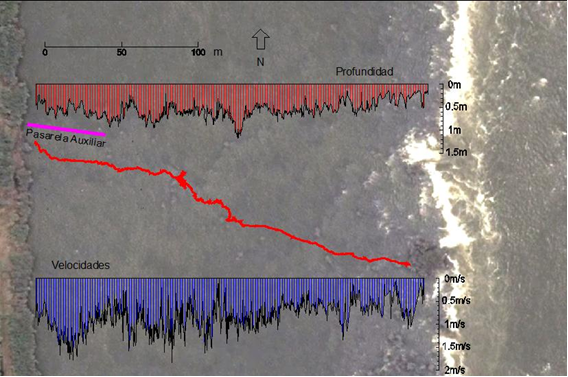 0 50 100 m
N
Profundidad
0m
0.5m
1m
1.5m
Pasarela Auxiliar
Velocidades
0m/s
0.5m/s
1m/s
1.5m/s
2m/s